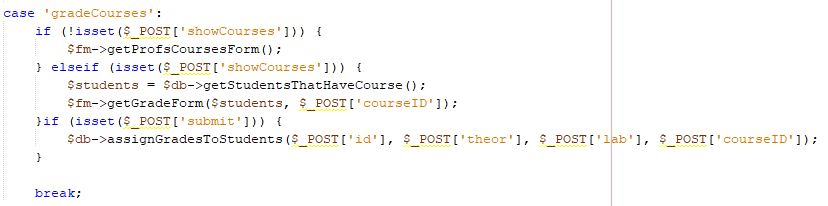 case 'gradeCourses':
if (!isset($_POST['showCourses'])) {
$fm->getProfsCoursesForm();
} elseif (isset($_POST['showCourses'])) {
$students = $db->getStudentsThatHaveCourse();
$fm->getGradeForm($students, $_POST['courseID']);
}if (isset($_POST['submit'])) {
$db->assignGradesToStudents($_POST['id'], $_POST['theor'], $_POST['lab'], $_POST['courseID']);
}
break;